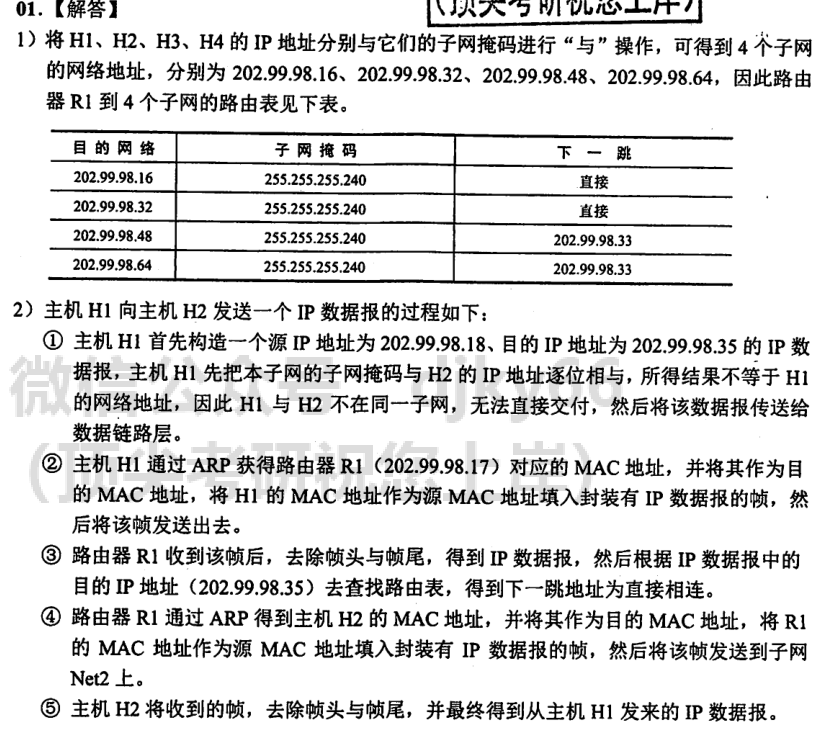 01.【解答】
1）将 H1、H2、H3、H4 的 IP 地址分别与它们的子网掩码进行“与”操作，可得到 4 个子网
的网络地址，分别为 202.99.98.16、202.99.98.32、202.99.98.48、202.99.98.64，因此路由
器 R1 到 4 个子网的路由表见下表。
目的网络 子网掩码 下一跳
202.99.98.16 255.255.255.240 直接
202.99.98.32 255.255.255.240 直接
202.99.98.48 255.255.255.240 202.99.98.33
202.99.98.64 255.255.255.240 202.99.98.33
2）主机 H1 向主机 H2 发送一个 IP 数据报的过程如下：
① 主机 H1 首先构造一个源 IP 地址为 202.99.98.18、目的 IP 地址为 202.99.98.35 的 IP 数
据报，主机 H1 先把本子网的子网掩码与 H2 的 IP 地址逐位相与，所得结果不等于 H1
的网络地址，因此 H1 与 H2 不在同一子网，无法直接交付，然后将该数据报传送给
数据链路层。
② 主机 H1 通过 ARP 获得路由器 R1（202.99.98.17）对应的 MAC 地址，并将其作为目
的 MAC 地址，将 H1 的 MAC 地址作为源 MAC 地址填入封装有 IP 数据报的帧，然
后将该帧发送出去。
③ 路由器 R1 收到该帧后，去除帧头与帧尾，得到 IP 数据报，然后根据 IP 数据报中的
目的 IP 地址（202.99.98.35）去查找路由表，得到下一跳地址为直接相连。
④ 路由器 R1 通过 ARP 得到主机 H2 的 MAC 地址，并将其作为目的 MAC 地址，将 R1
的 MAC 地址作为源 MAC 地址填入封装有 IP 数据报的帧，然后将该帧发送到子网
Net2 上。
⑤ 主机 H2 将收到的帧，去除帧头与帧尾，并最终得到从主机 H1 发来的 IP 数据报。